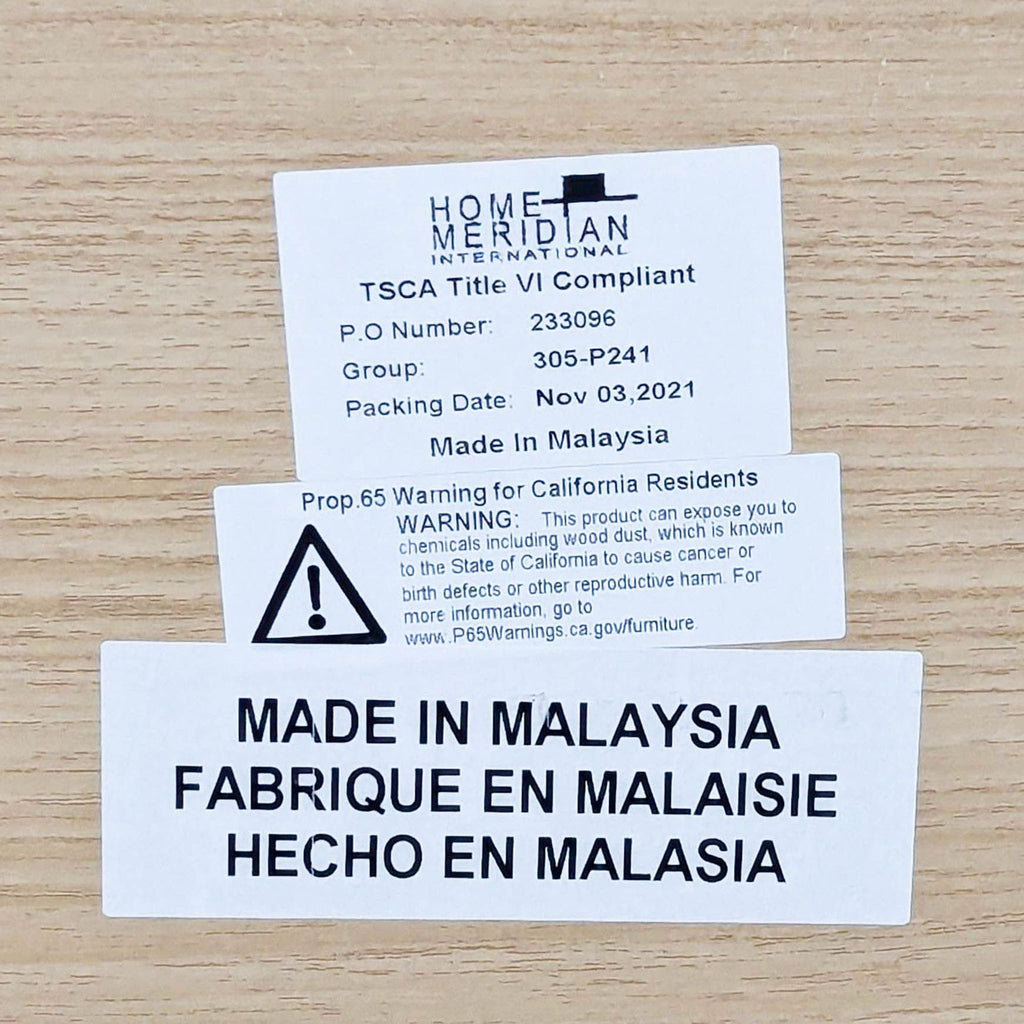 HOME
MERIDIAN
INTERNATIONAL
TSCA Title VI Compliant
P.O Number: 233096
Group: 305-P241
Packing Date: Nov 03,2021
Made In Malaysia
Prop.65 Warning for California Residents
WARNING: This product can expose you to
chemicals including wood dust, which is known
to the State of California to cause cancer or
birth defects or other reproductive harm. For
more information, go to
www.P65Warnings.ca.gov/furniture.
MADE IN MALAYSIA
FABRIQUE EN MALAISIE
HECHO EN MALASIA